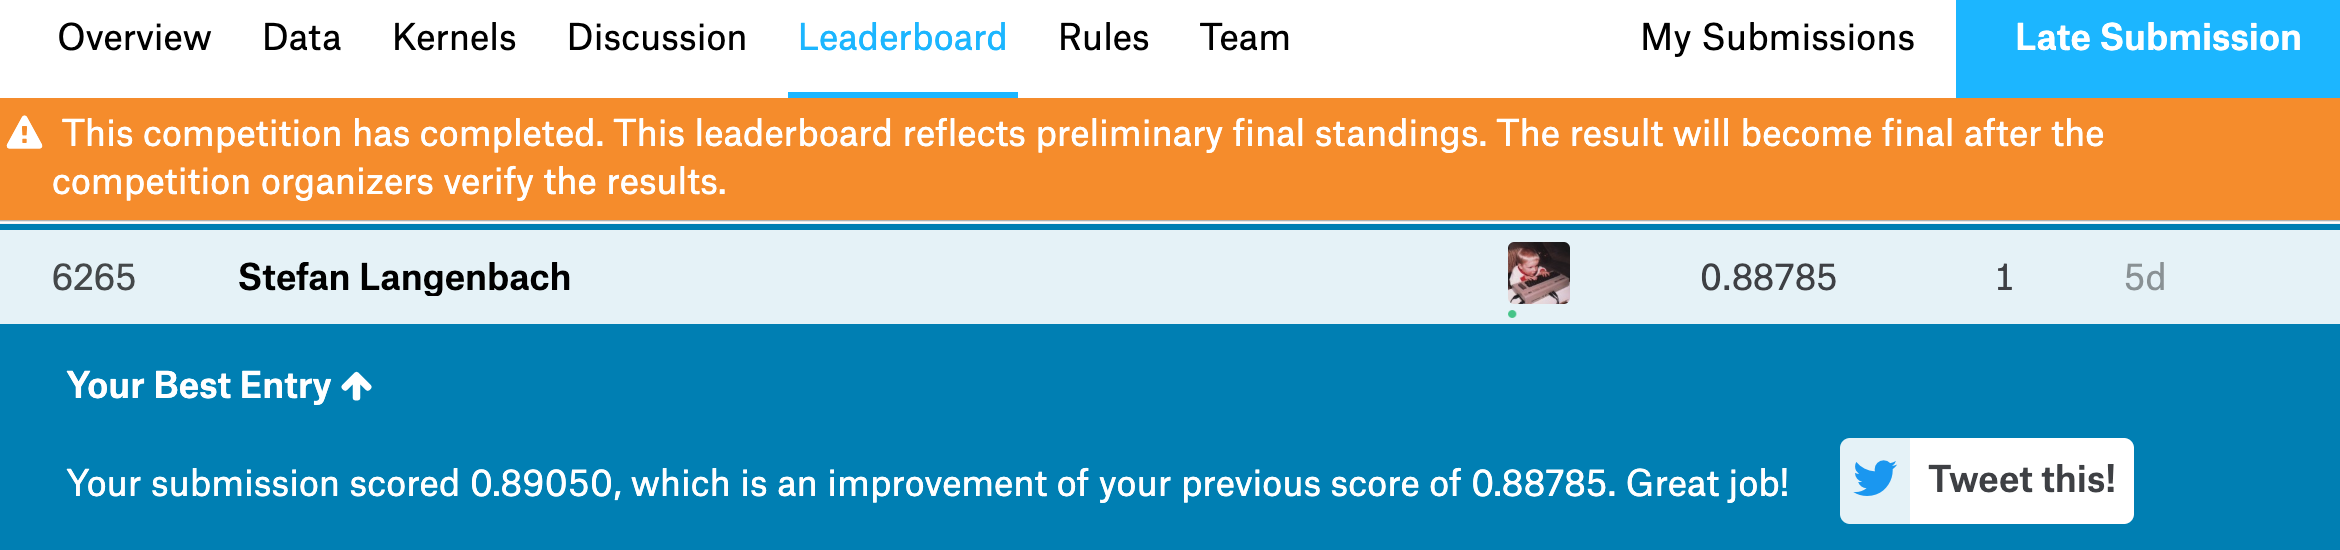 Overview Data Kernels Discussion Leaderboard Rules Team My Submissions Late Submission
This competition has completed. This leaderboard reflects preliminary final standings. The result will become final after the
competition organizers verify the results.
6265 Stefan Langenbach 0.88785 1 5d
Your Best Entry
Your submission scored 0.89050, which is an improvement of your previous score of 0.88785. Great job! Tweet this!